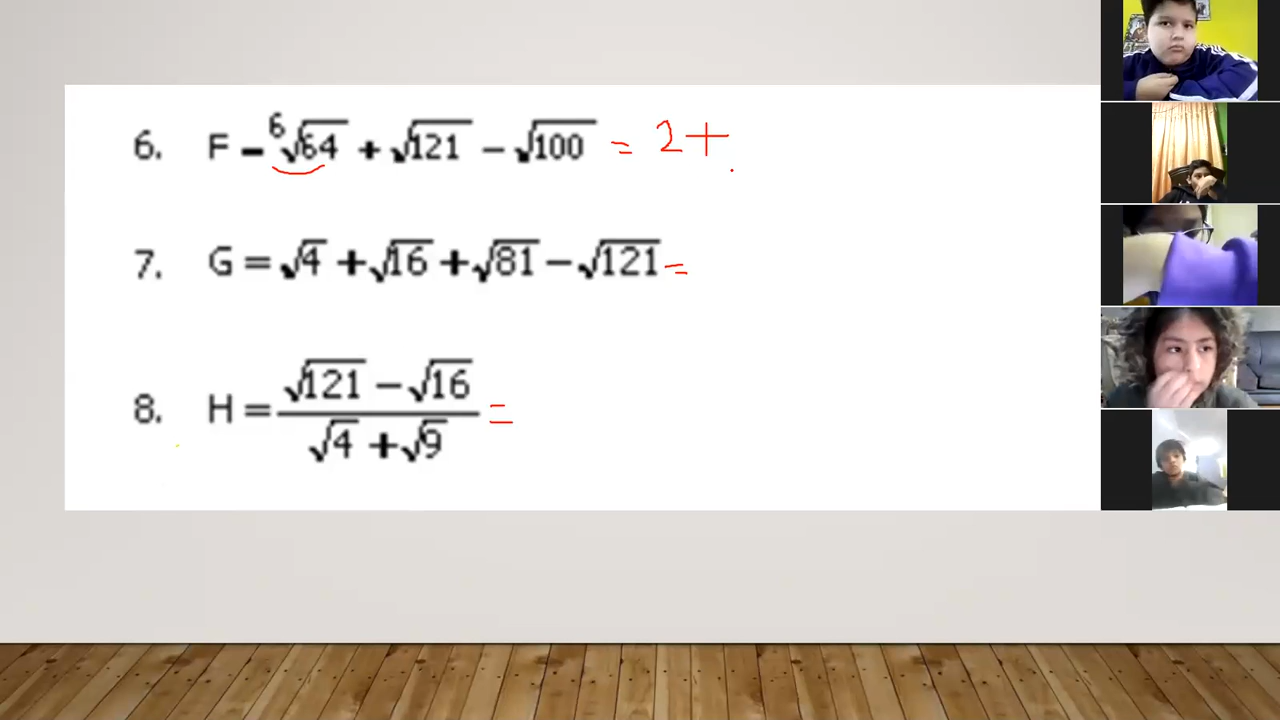 6. F = ⁶√64 + √121 − √100 = 2+
7. G = √4 + √16 + √81 − √121 =
8. H = (√121 − √16) / (√4 + √9) =